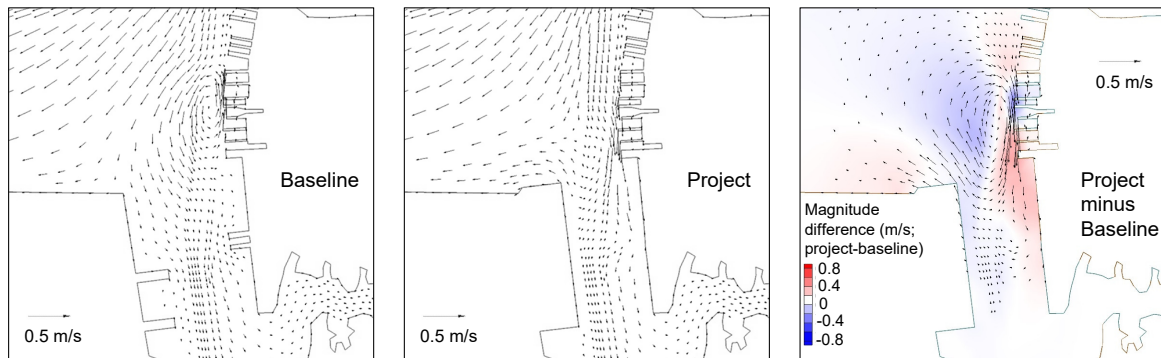 Baseline
0.5 m/s
Project
0.5 m/s
0.5 m/s
Project
minus
Baseline
Magnitude
difference (m/s;
project-baseline)
0.8
0.4
0
-0.4
-0.8